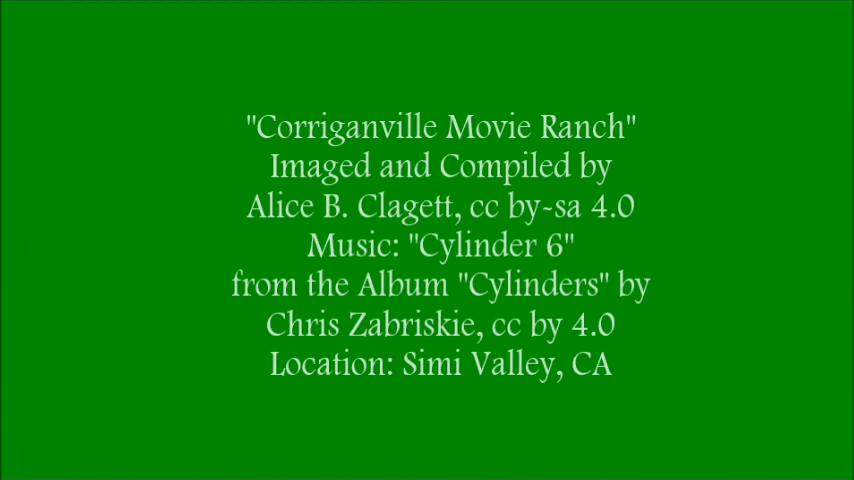 "Corriganville Movie Ranch"
Imaged and Compiled by
Alice B. Clagett, cc by-sa 4.0
Music: "Cylinder 6"
from the Album "Cylinders" by
Chris Zabriskie, cc by 4.0
Location: Simi Valley, CA